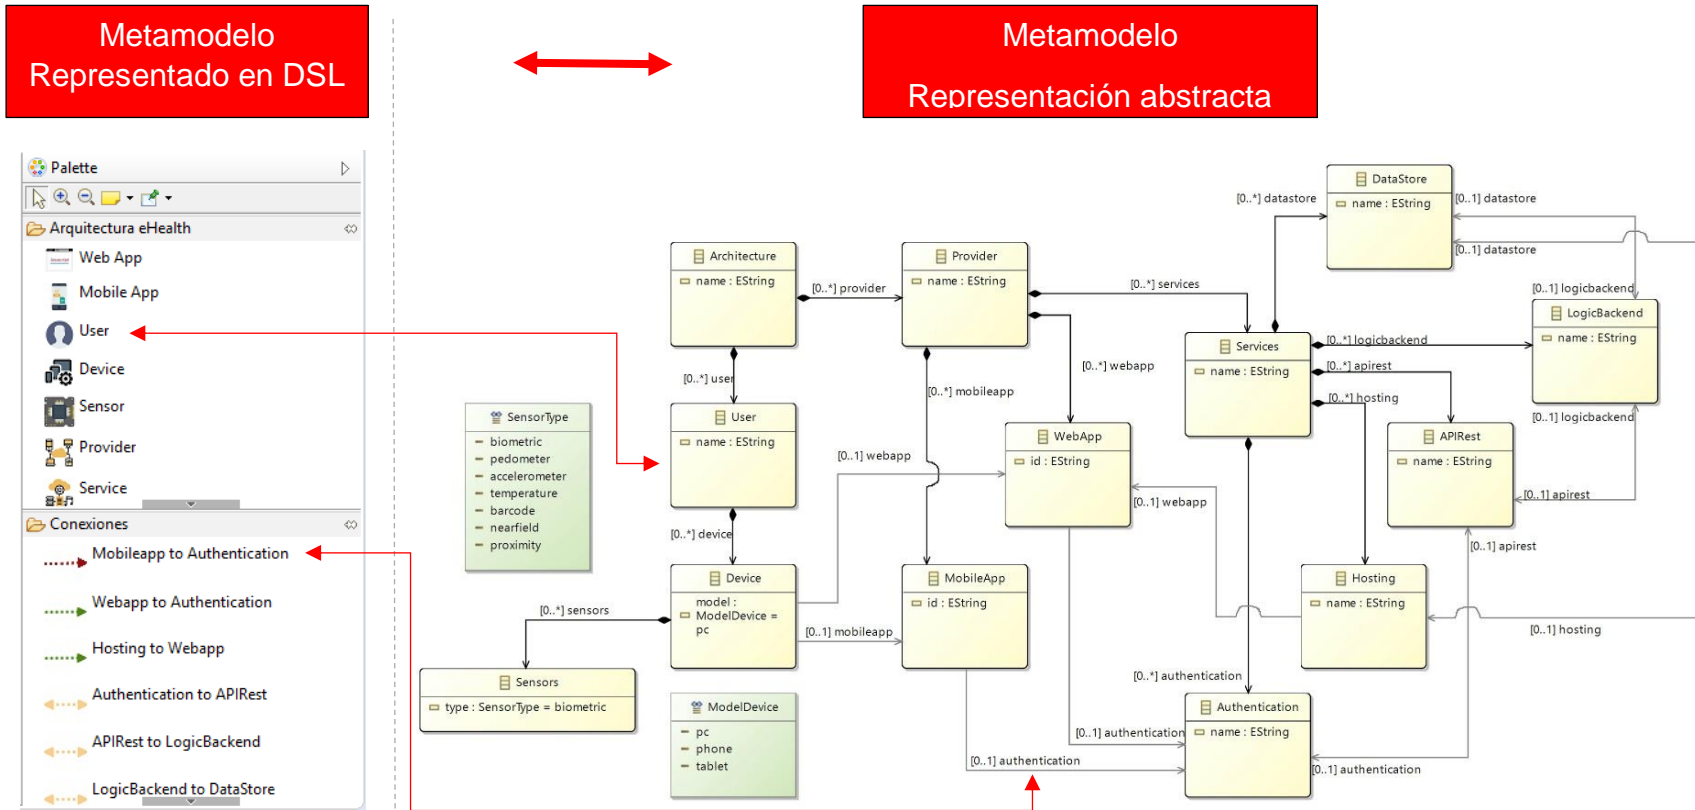 Metamodelo
Representado en DSL
Metamodelo
Representación abstracta
Palette
Arquitectura eHealth
Web App
Mobile App
User
Device
Sensor
Provider
Service
Conexiones
Mobileapp to Authentication
Webapp to Authentication
Hosting to Webapp
Authentication to APIRest
APIRest to LogicBackend
LogicBackend to DataStore
DataStore
name : EString
[0..*] datastore
[0..1] datastore
[0..1] datastore
Architecture
name : EString
[0..*] provider
Provider
name : EString
[0..*] services
[0..1] logicbackend
LogicBackend
name : EString
Services
name : EString
[0..*] logicbackend
[0..*] apirest
[0..*] hosting
[0..*] user
[0..*] mobileapp
[0..*] webapp
[0..1] logicbackend
SensorType
biometric
pedometer
accelerometer
temperature
barcode
nearfield
proximity
User
name : EString
WebApp
id : EString
APIRest
name : EString
[0..1] webapp
[0..1] webapp
[0..1] apirest
[0..*] device
[0..1] apirest
Device
model :
ModelDevice =
pc
MobileApp
id : EString
Hosting
name : EString
[0..*] sensors
[0..1] mobileapp
[0..1] hosting
Sensors
type : SensorType = biometric
[0..*] authentication
ModelDevice
pc
phone
tablet
Authentication
name : EString
[0..1] authentication
[0..1] authentication
[0..1] authentication